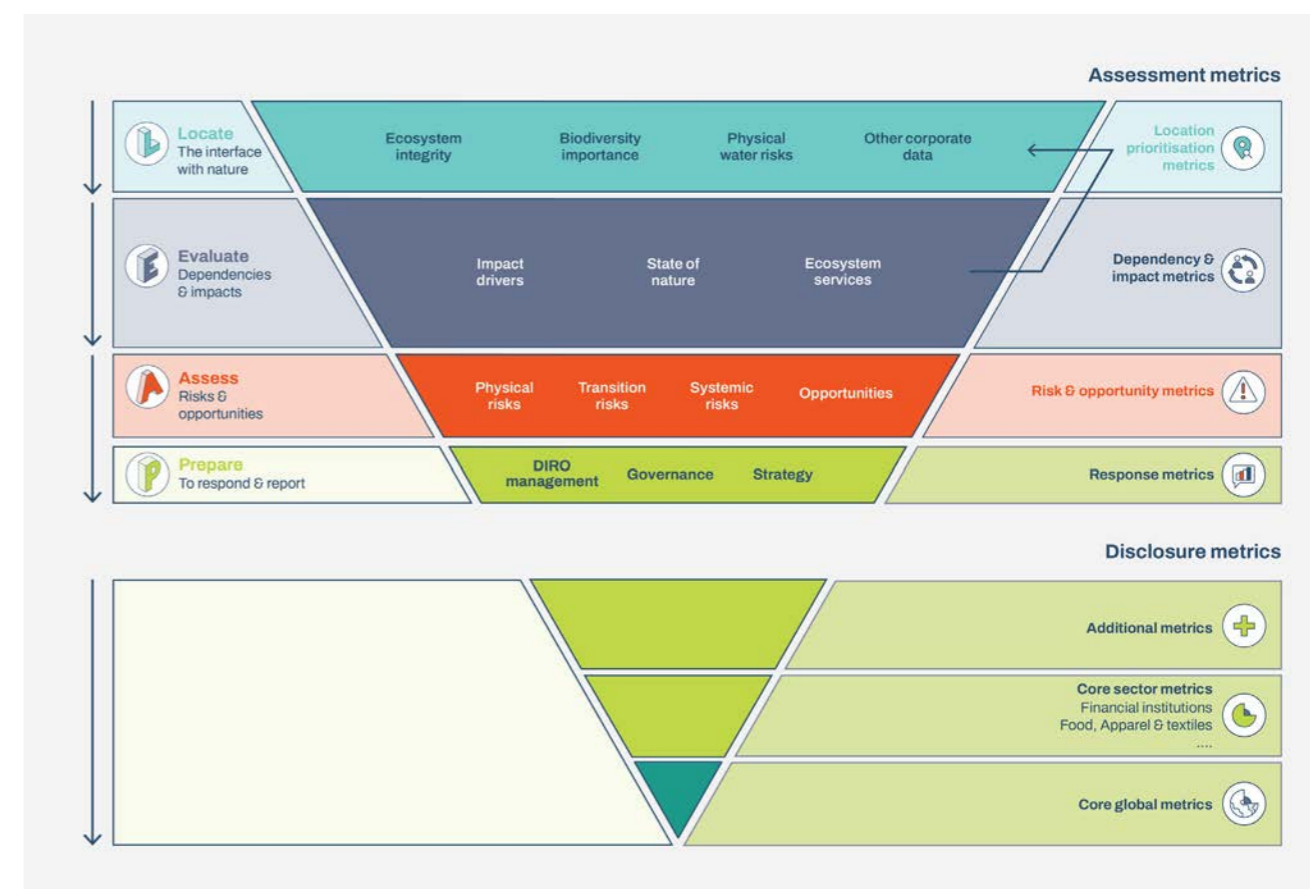 Assessment metrics
Locate
The interface
with nature
Ecosystem
integrity
Biodiversity
importance
Physical
water risks
Other corporate
data
Location
prioritisation
metrics
Evaluate
Dependencies
& impacts
Impact
drivers
State of
nature
Ecosystem
services
Dependency &
impact metrics
Assess
Risks &
opportunities
Physical
risks
Transition
risks
Systemic
risks
Opportunities
Risk & opportunity metrics
Prepare
To respond & report
DIRO
management
Governance
Strategy
Response metrics
Disclosure metrics
Additional metrics
Core sector metrics
Financial institutions
Food, Apparel & textiles
....
Core global metrics